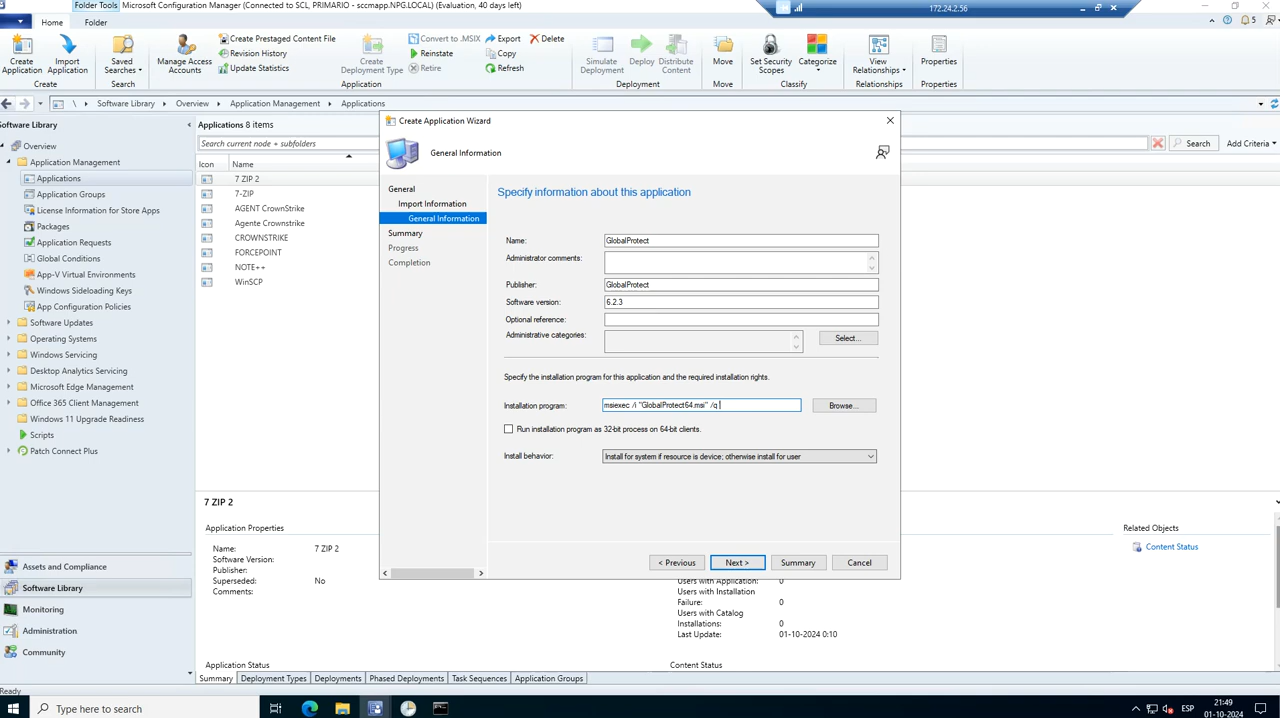 Folder Tools
Microsoft Configuration Manager (Connected to SCL, PRIMARIO - sccmapp.NPG.LOCAL) (Evaluation, 40 days left)
172.24.2.56
Home
Folder
5
Create Application
Import Application
Saved Searches
Manage Access Accounts
Create Prestaged Content File
Revision History
Update Statistics
Create Deployment Type
Convert to .MSIX
Reinstate
Retire
Export
Copy
Refresh
Delete
Simulate Deployment
Deploy
Distribute Content
Move
Set Security Scopes
Categorize
View Relationships
Properties
Create
Search
Application
Deployment
Move
Classify
Relationships
Properties
\
Software Library
Overview
Application Management
Applications
Software Library
Overview
Application Management
Applications
Application Groups
License Information for Store Apps
Packages
Application Requests
Global Conditions
App-V Virtual Environments
Windows Sideloading Keys
App Configuration Policies
Software Updates
Operating Systems
Windows Servicing
Desktop Analytics Servicing
Microsoft Edge Management
Office 365 Client Management
Windows 11 Upgrade Readiness
Scripts
Patch Connect Plus
Assets and Compliance
Software Library
Monitoring
Administration
Community
Applications 8 items
Search current node + subfolders
Search
Add Criteria
Icon Name
7 ZIP 2
7-ZIP
AGENT CrownStrike
Agente Crownstrike
CROWNSTRIKE
FORCEPOINT
NOTE++
WinSCP
Create Application Wizard
General Information
General
Import Information
General Information
Summary
Progress
Completion
Specify information about this application
Name: GlobalProtect
Administrator comments:
Publisher: GlobalProtect
Software version: 6.2.3
Optional reference:
Administrative categories: Select...
Specify the installation program for this application and the required installation rights.
Installation program: msiexec /i "GlobalProtect64.msi" /q Browse...
Run installation program as 32-bit process on 64-bit clients.
Install behavior: Install for system if resource is device; otherwise install for user
< Previous Next > Summary Cancel
7 ZIP 2
Application Properties
Name: 7 ZIP 2
Software Version:
Publisher:
Superseded: No
Comments:
Users with Application: 0
Users with Installation
Failure: 0
Users with Catalog
Installations: 0
Last Update: 01-10-2024 0:10
Related Objects
Content Status
Application Status
Content Status
Summary Deployment Types Deployments Phased Deployments Task Sequences Application Groups
Ready
Type here to search
ESP
21:49
01-10-2024